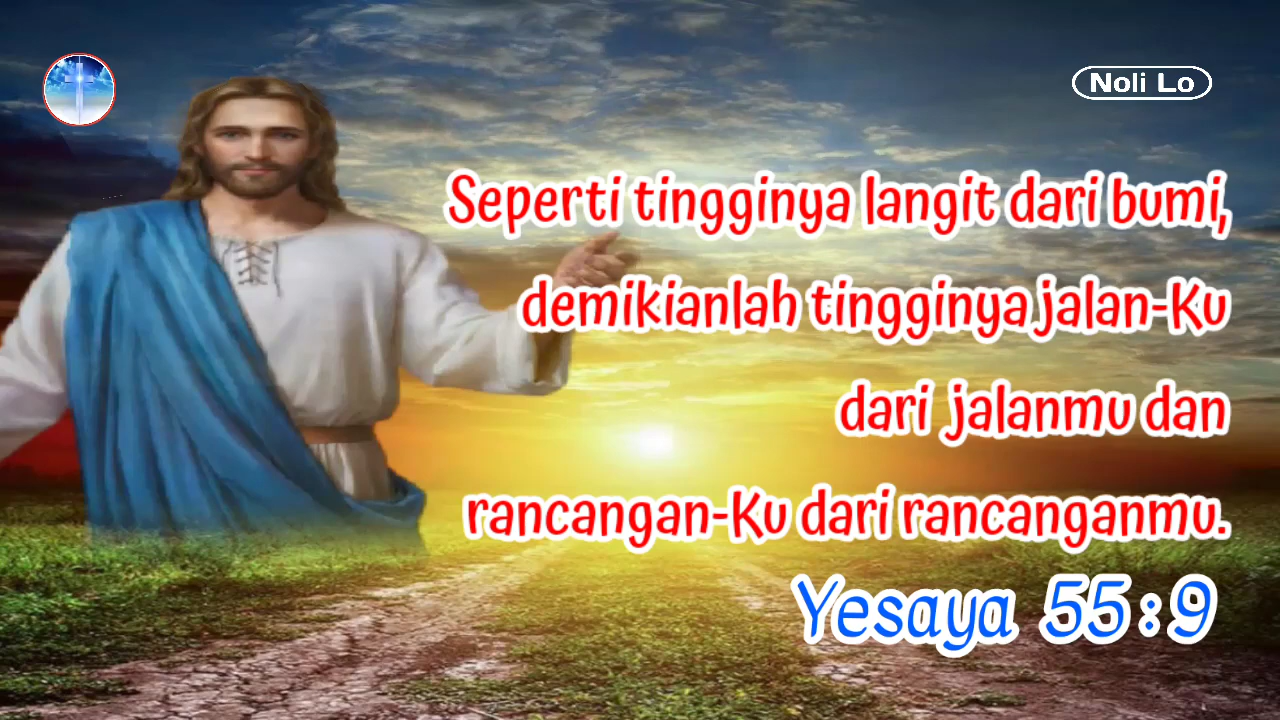 Noli Lo
Seperti tingginya langit dari bumi,
demikianlah tingginya jalan-Ku
dari jalanmu dan
rancangan-Ku dari rancanganmu.
Yesaya 55:9